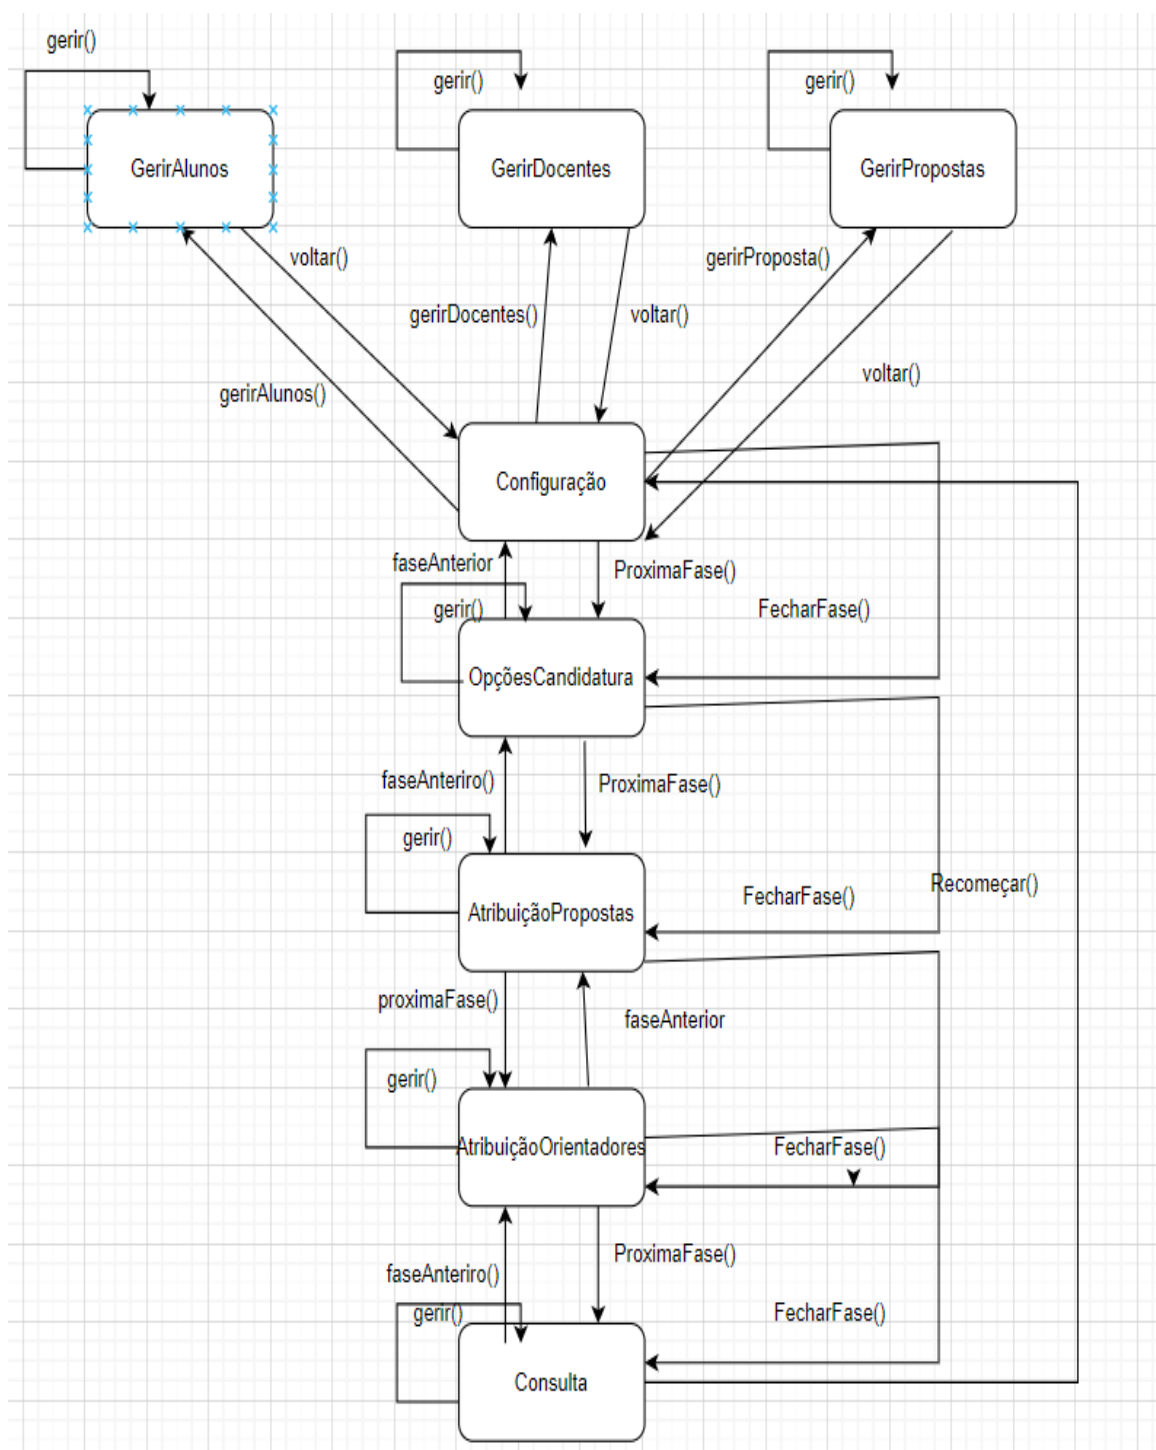 gerir()
gerir()
gerir()
GerirAlunos
GerirDocentes
GerirPropostas
voltar()
gerirProposta()
gerirDocentes()
voltar()
voltar()
gerirAlunos()
Configuração
faseAnterior
ProximaFase()
gerir()
FecharFase()
OpçõesCandidatura
faseAnteriro()
ProximaFase()
gerir()
Recomeçar()
FecharFase()
AtribuiçãoPropostas
proximaFase()
faseAnterior
gerir()
AtribuiçãoOrientadores
FecharFase()
ProximaFase()
faseAnteriro()
gerir()
FecharFase()
Consulta